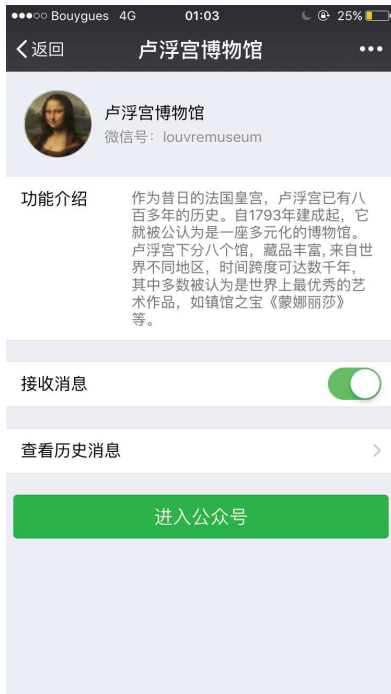 Bouygues 4G 01:03 25%
返回 卢浮宫博物馆
卢浮宫博物馆
微信号：louvremuseum
功能介绍
作为昔日的法国皇宫，卢浮宫已有八
百多年的历史。自1793年建成起，它
就被公认为是一座多元化的博物馆。
卢浮宫下分八个馆，藏品丰富,来自世
界不同地区，时间跨度可达数千年，
其中多数被认为是世界上最优秀的艺
术作品，如镇馆之宝《蒙娜丽莎》
等。
接收消息
查看历史消息
进入公众号